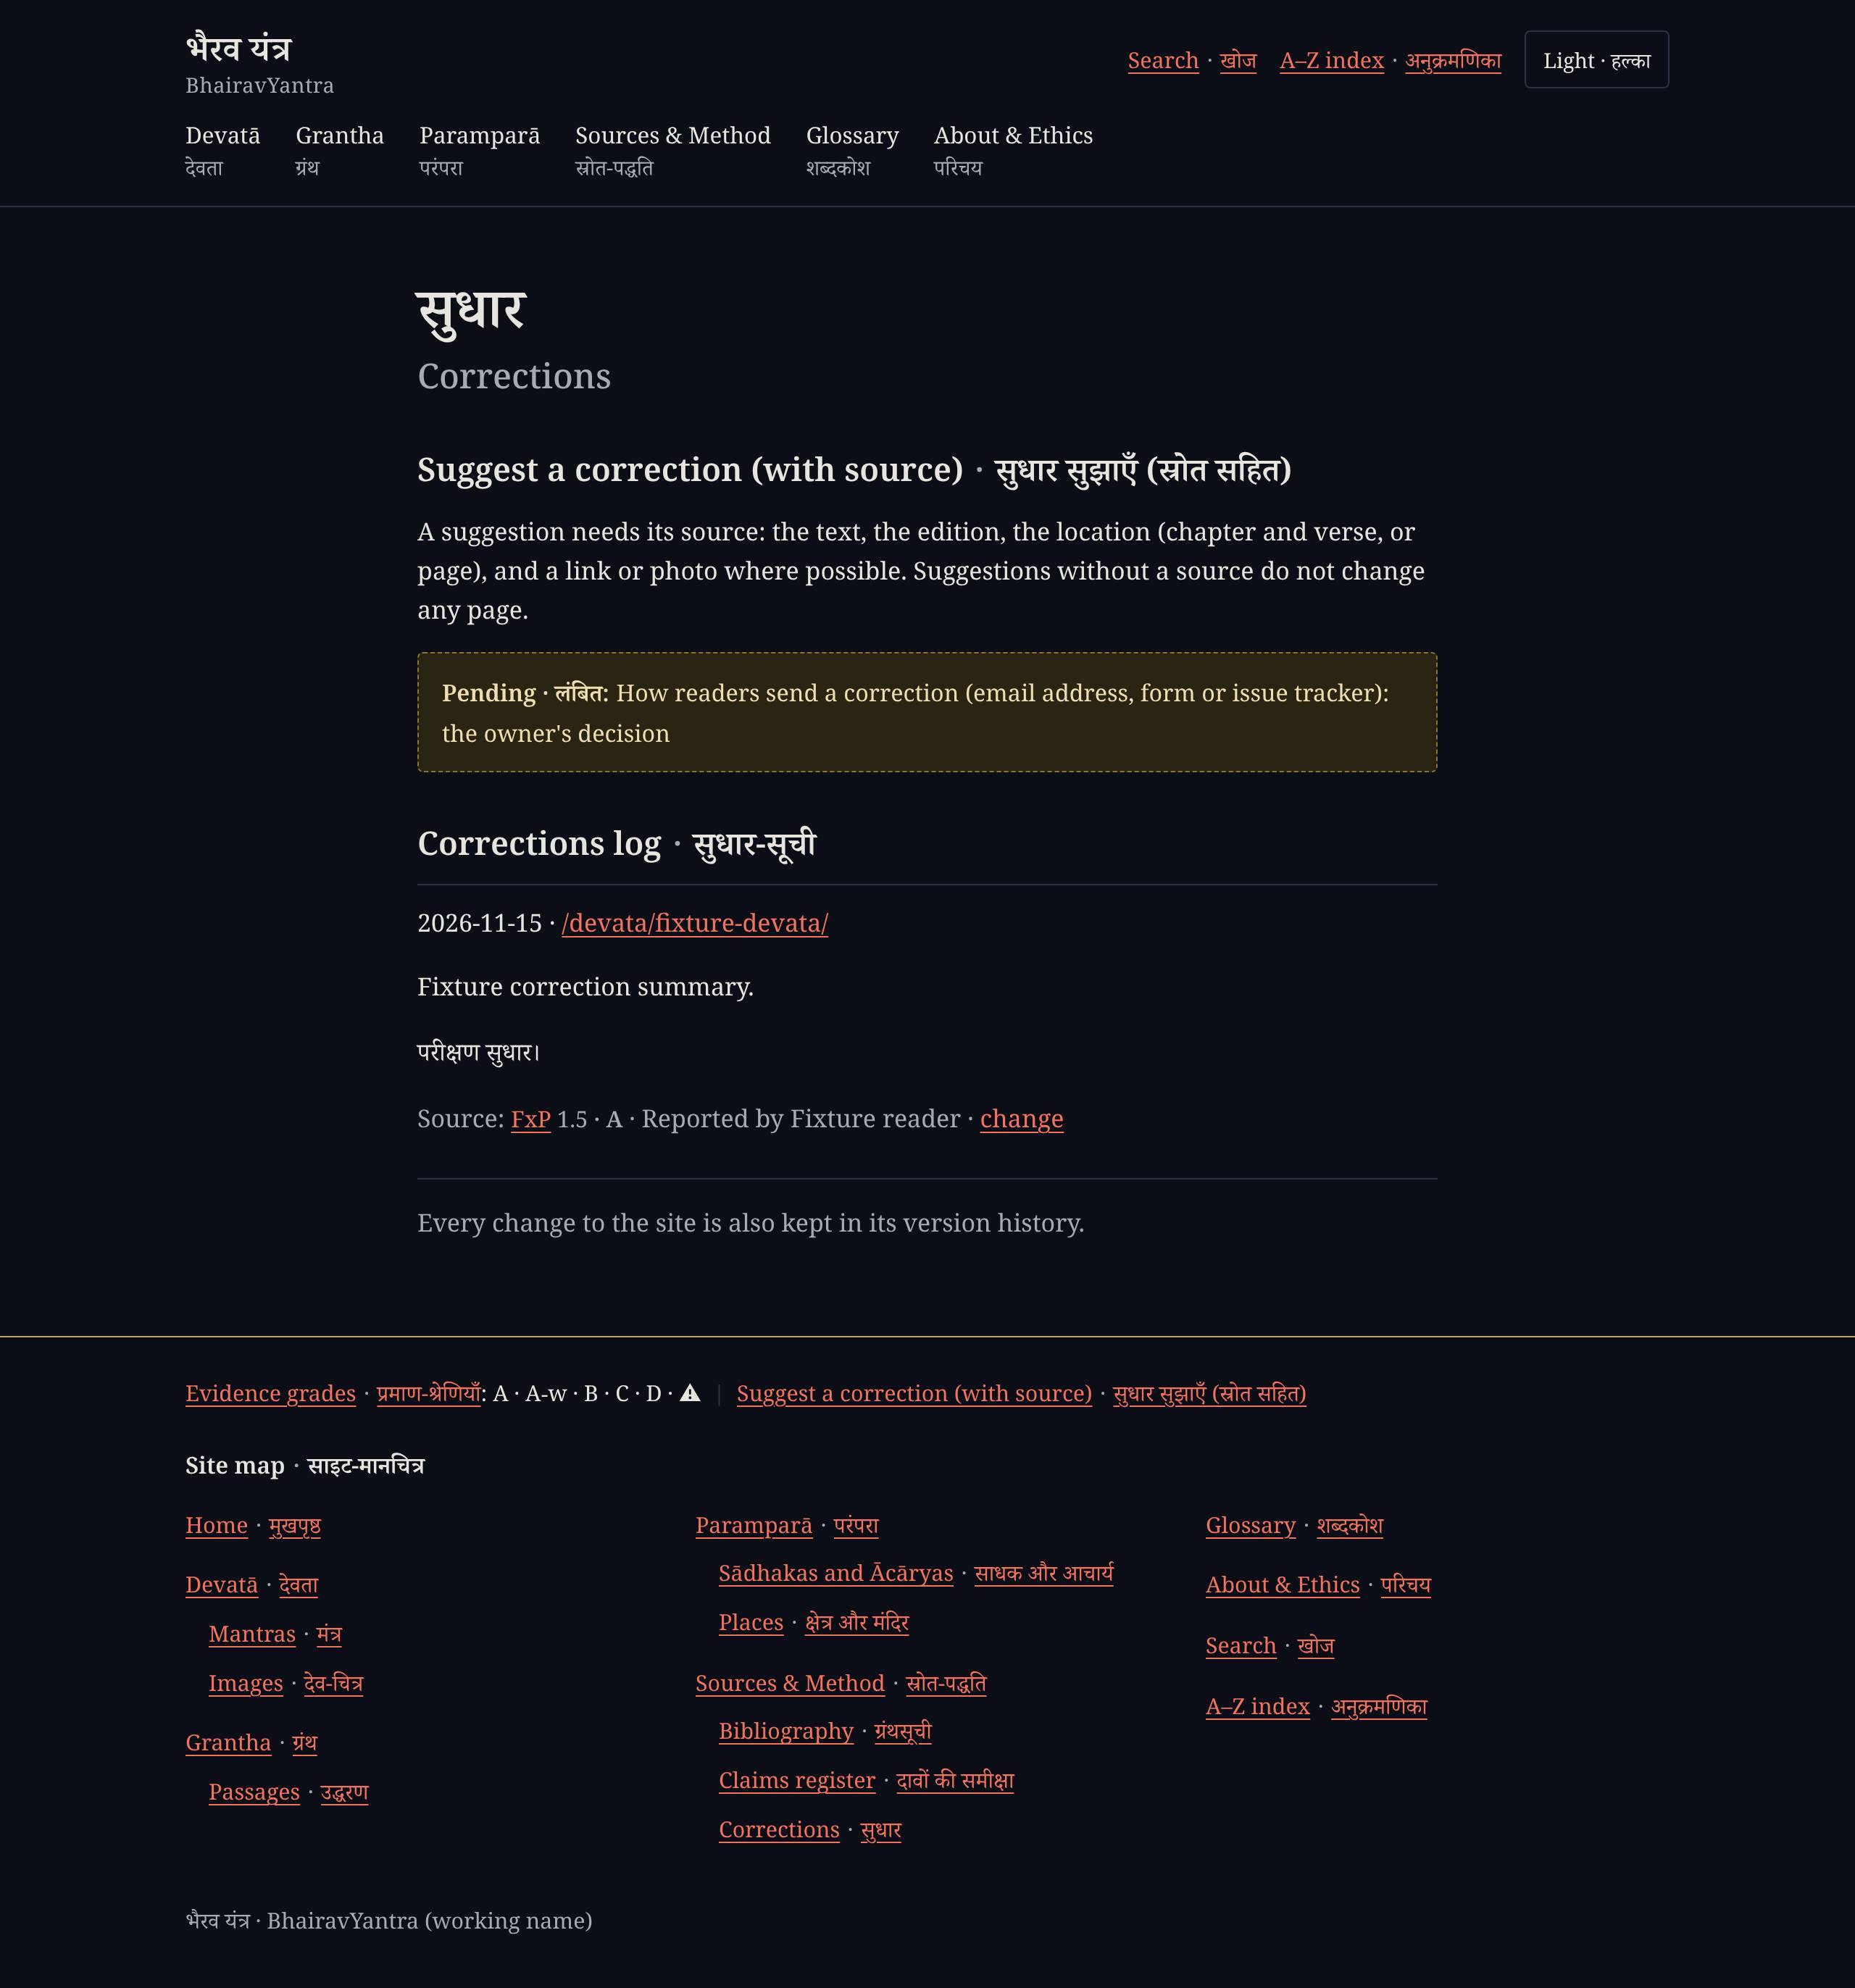 भैरव यंत्र
BhairavYantra
Search · खोज A–Z index · अनुक्रमणिका Light · हल्का
Devatā Grantha Paramparā Sources & Method Glossary About & Ethics
देवता ग्रंथ परंपरा स्रोत-पद्धति शब्दकोश परिचय
सुधार
Corrections
Suggest a correction (with source) · सुधार सुझाएँ (स्रोत सहित)
A suggestion needs its source: the text, the edition, the location (chapter and verse, or
page), and a link or photo where possible. Suggestions without a source do not change
any page.
Pending · लंबित: How readers send a correction (email address, form or issue tracker):
the owner's decision
Corrections log · सुधार-सूची
2026-11-15 · /devata/fixture-devata/
Fixture correction summary.
परीक्षण सुधार।
Source: FxP 1.5 · A · Reported by Fixture reader · change
Every change to the site is also kept in its version history.
Evidence grades · प्रमाण-श्रेणियाँ: A · A-w · B · C · D · ⚠ | Suggest a correction (with source) · सुधार सुझाएँ (स्रोत सहित)
Site map · साइट-मानचित्र
Home · मुखपृष्ठ
Devatā · देवता
Mantras · मंत्र
Images · देव-चित्र
Grantha · ग्रंथ
Passages · उद्धरण
Paramparā · परंपरा
Sādhakas and Ācāryas · साधक और आचार्य
Places · क्षेत्र और मंदिर
Sources & Method · स्रोत-पद्धति
Bibliography · ग्रंथसूची
Claims register · दावों की समीक्षा
Corrections · सुधार
Glossary · शब्दकोश
About & Ethics · परिचय
Search · खोज
A–Z index · अनुक्रमणिका
भैरव यंत्र · BhairavYantra (working name)